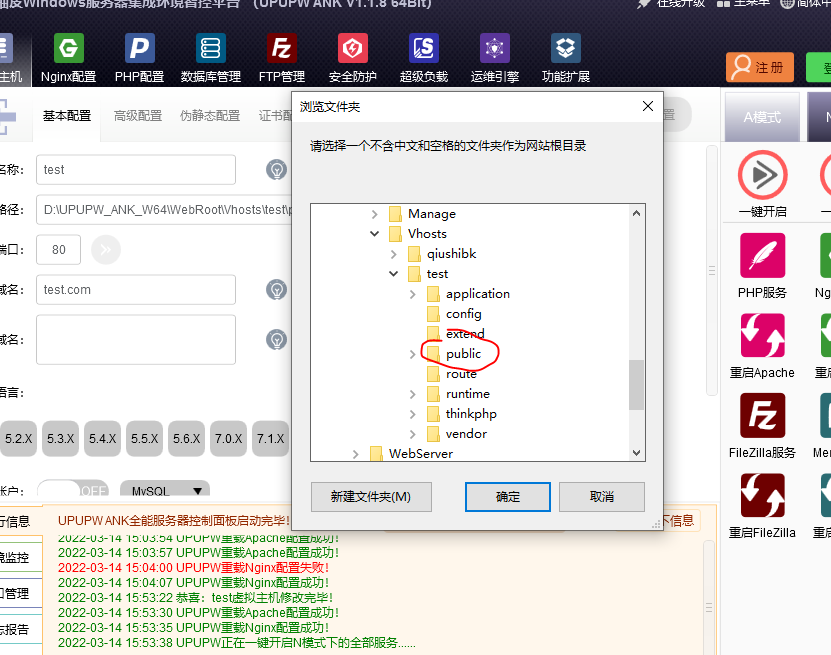 Windows服务器集成环境智控平台 (UPUPW ANK V1.1.8 64Bit)
在线升级
主菜单
简体中
主机
Nginx配置
PHP配置
数据库管理
FTP管理
安全防护
超级负载
运维引擎
功能扩展
注册
登
基本配置
高级配置
伪静态配置
证书配
置
A模式
N
名称:
test
路径:
D:\UPUPW_ANK_W64\WebRoot\Vhosts\test\p
端口:
80
域名:
test.com
域名:
语言:
5.2.X
5.3.X
5.4.X
5.5.X
5.6.X
7.0.X
7.1.X
账户:
OFF
MySQL
浏览文件夹
请选择一个不含中文和空格的文件夹作为网站根目录
Manage
Vhosts
qiushibk
test
application
config
extend
public
route
runtime
thinkphp
vendor
WebServer
新建文件夹(M)
确定
取消
一键开启
一
PHP服务
Ng
重启Apache
重启
FileZilla服务
Mem
重启FileZilla
重启
行信息
境监控
口管理
志报告
UPUPW ANK全能服务器控制面板启动完毕!
信息
2022-03-14 15:03:54 UPUPW重载Apache配置成功!
2022-03-14 15:03:57 UPUPW重载Apache配置成功!
2022-03-14 15:04:00 UPUPW重载Nginx配置失败!
2022-03-14 15:04:07 UPUPW重载Nginx配置成功!
2022-03-14 15:53:22 恭喜：test虚拟主机修改完毕!
2022-03-14 15:53:30 UPUPW重载Apache配置成功!
2022-03-14 15:53:35 UPUPW重载Nginx配置成功!
2022-03-14 15:53:38 UPUPW正在一键开启N模式下的全部服务......